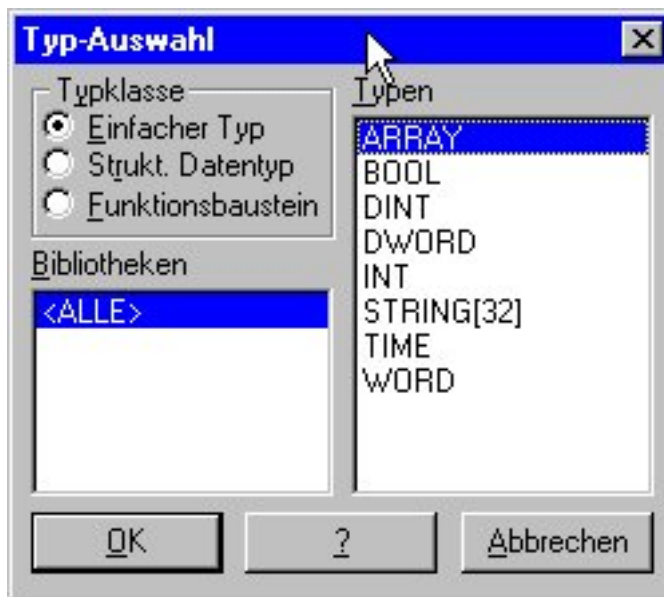 Typ-Auswahl
Typklasse
Einfacher Typ
Strukt. Datentyp
Funktionsbaustein
Bibliotheken
<ALLE>
Typen
ARRAY
BOOL
DINT
DWORD
INT
STRING[32]
TIME
WORD
OK
?
Abbrechen